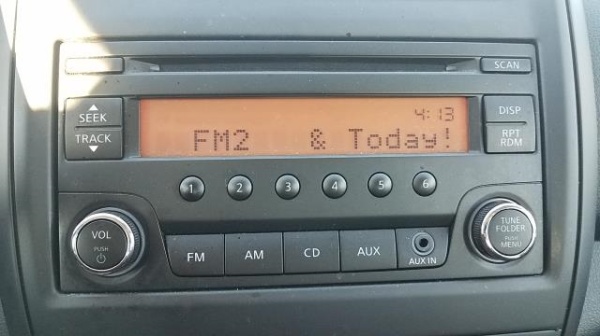 SCAN
SEEK
TRACK
4:13
FM2 & Today!
DISP
RPT
RDM
1 2 3 4 5 6
VOL
PUSH
FM AM CD AUX
AUX IN
TUNE
FOLDER
PUSH
MENU